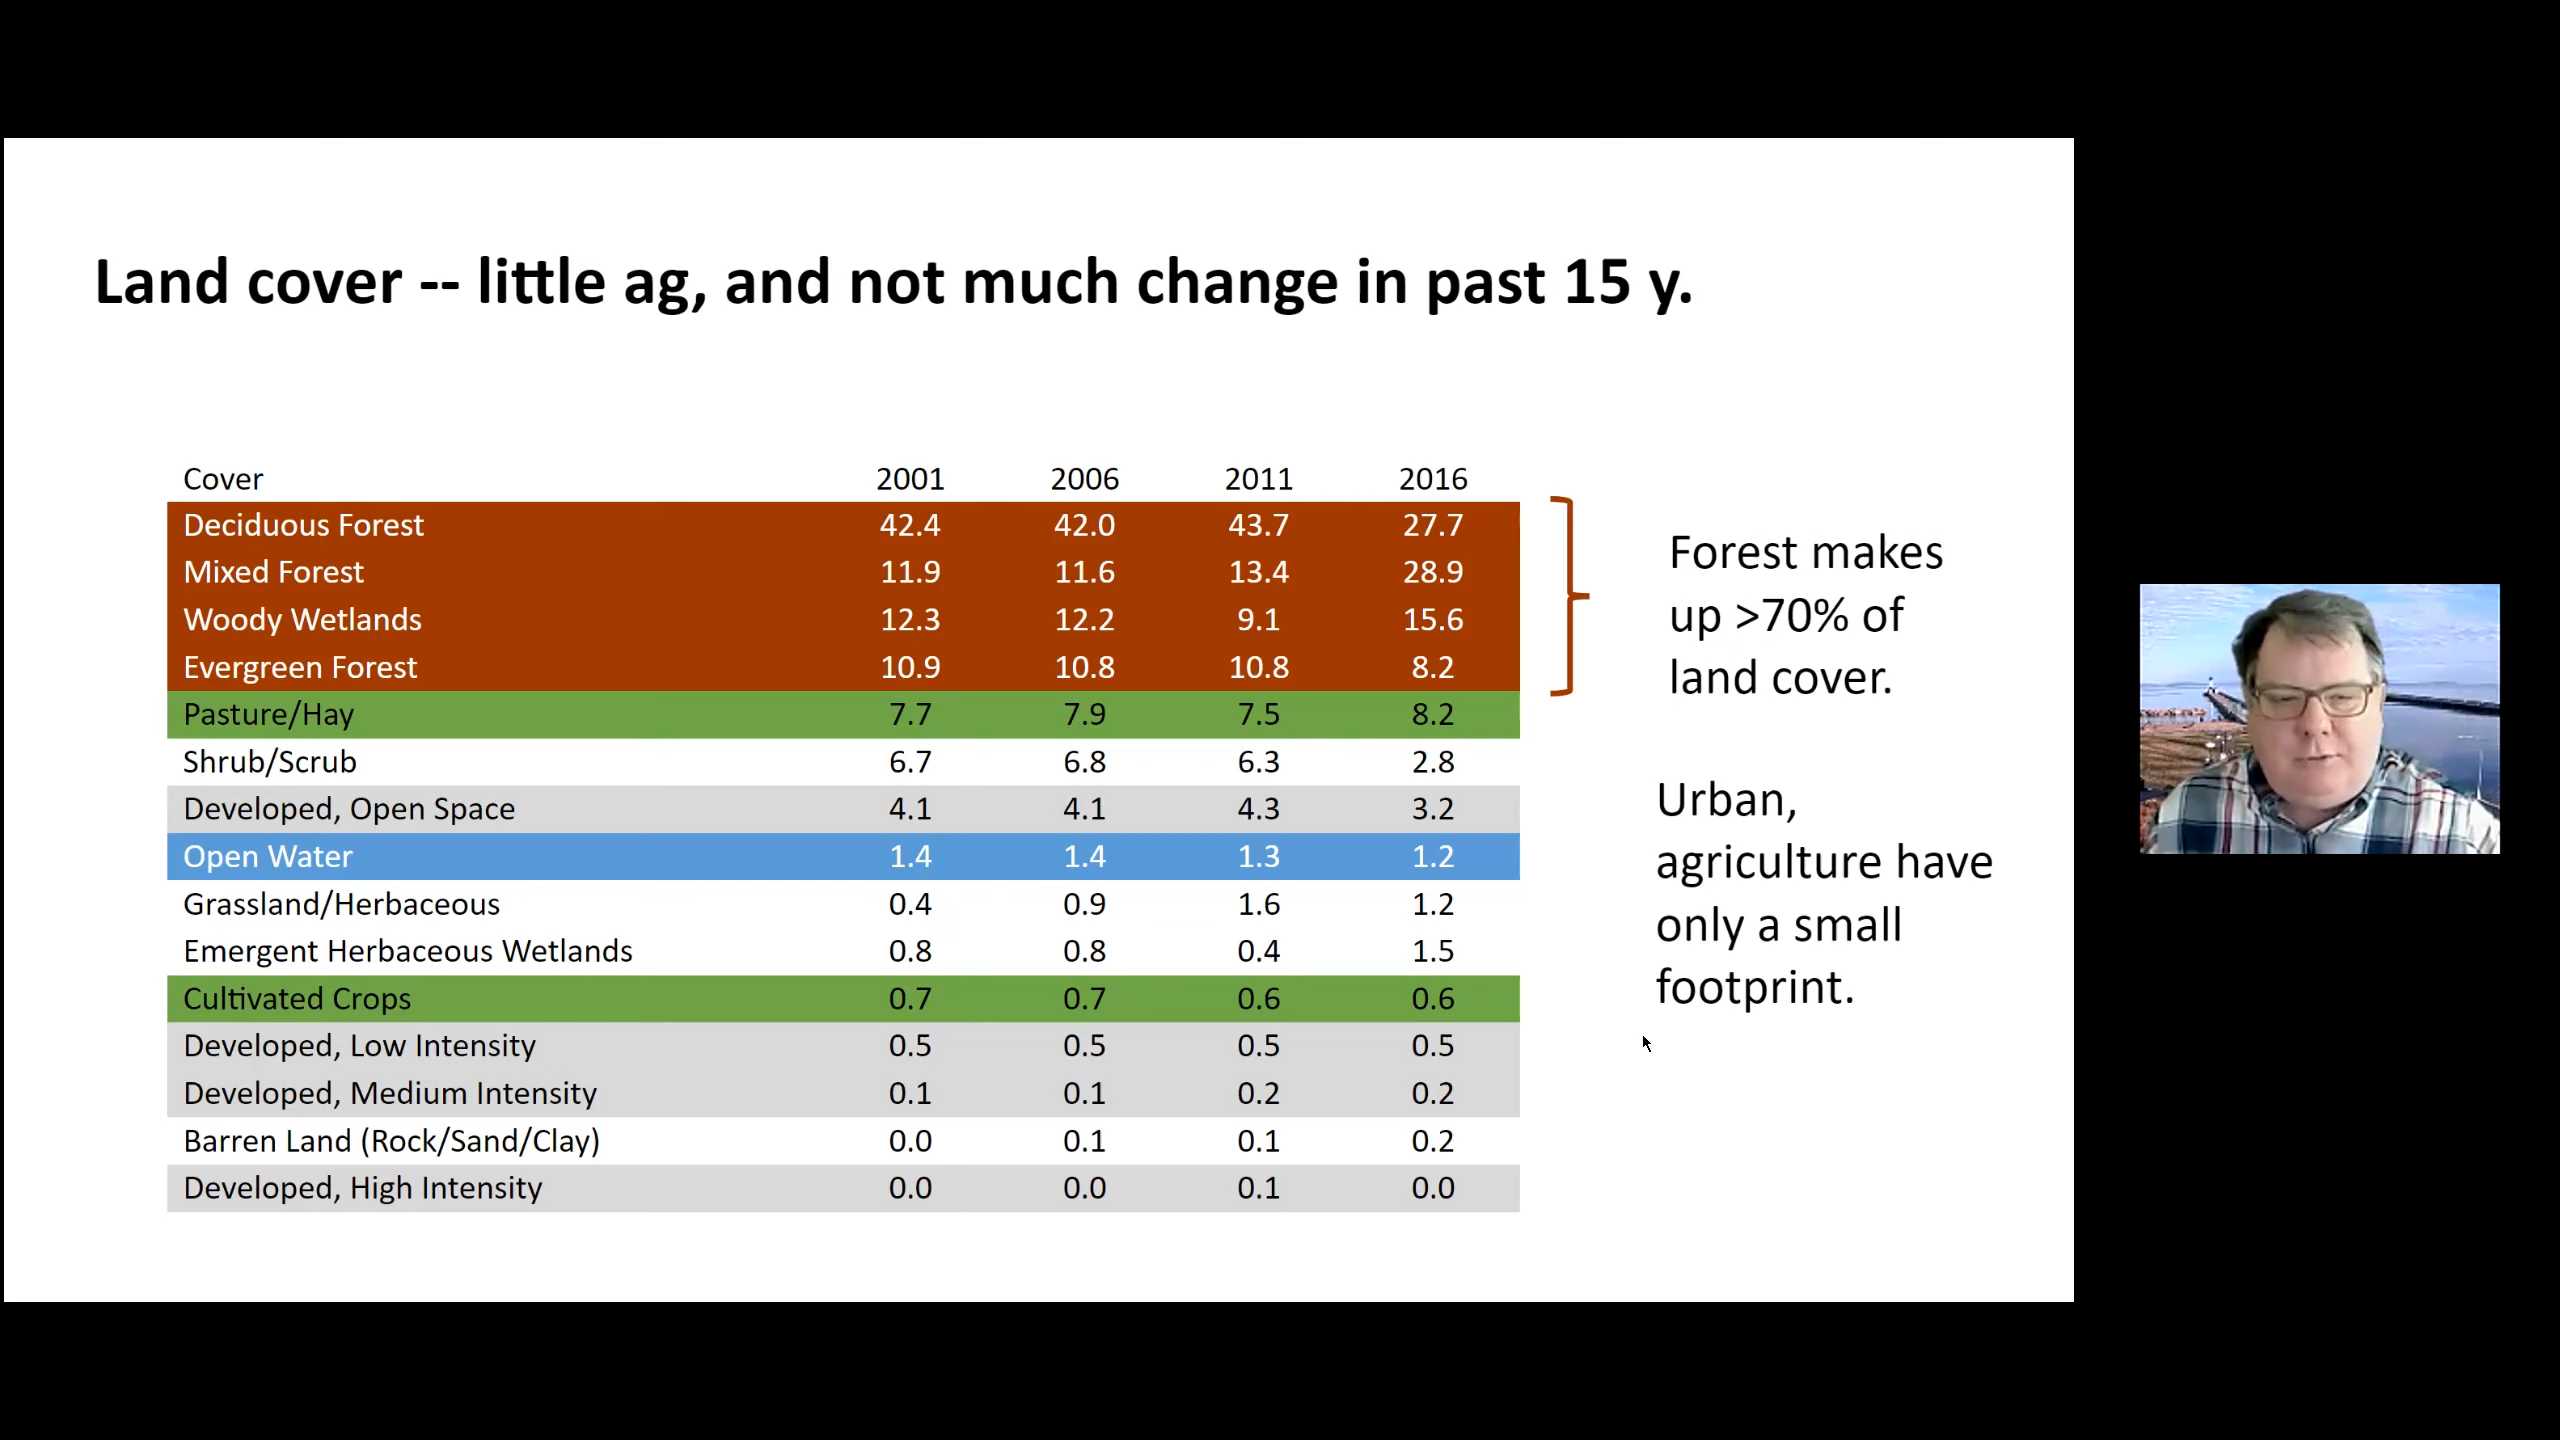 Land cover -- little ag, and not much change in past 15 y.
Cover 2001 2006 2011 2016
Deciduous Forest 42.4 42.0 43.7 27.7
Mixed Forest 11.9 11.6 13.4 28.9
Woody Wetlands 12.3 12.2 9.1 15.6
Evergreen Forest 10.9 10.8 10.8 8.2
Pasture/Hay 7.7 7.9 7.5 8.2
Shrub/Scrub 6.7 6.8 6.3 2.8
Developed, Open Space 4.1 4.1 4.3 3.2
Open Water 1.4 1.4 1.3 1.2
Grassland/Herbaceous 0.4 0.9 1.6 1.2
Emergent Herbaceous Wetlands 0.8 0.8 0.4 1.5
Cultivated Crops 0.7 0.7 0.6 0.6
Developed, Low Intensity 0.5 0.5 0.5 0.5
Developed, Medium Intensity 0.1 0.1 0.2 0.2
Barren Land (Rock/Sand/Clay) 0.0 0.1 0.1 0.2
Developed, High Intensity 0.0 0.0 0.1 0.0
Forest makes
up >70% of
land cover.
Urban,
agriculture have
only a small
footprint.